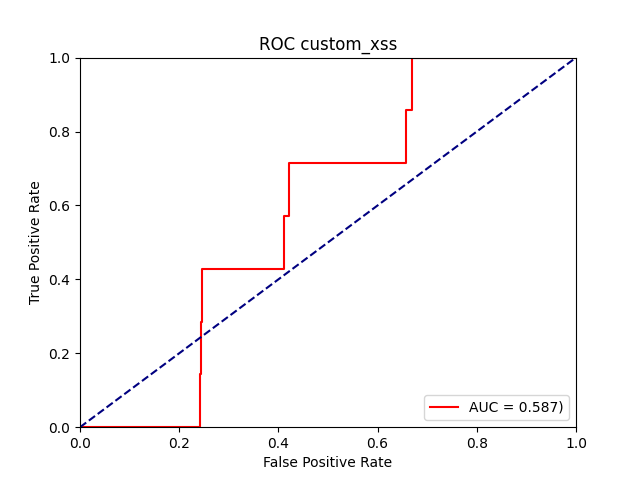 ROC custom_xss
1.0
0.8
0.6
0.4
0.2
0.0
True Positive Rate
AUC = 0.587)
0.0 0.2 0.4 0.6 0.8 1.0
False Positive Rate